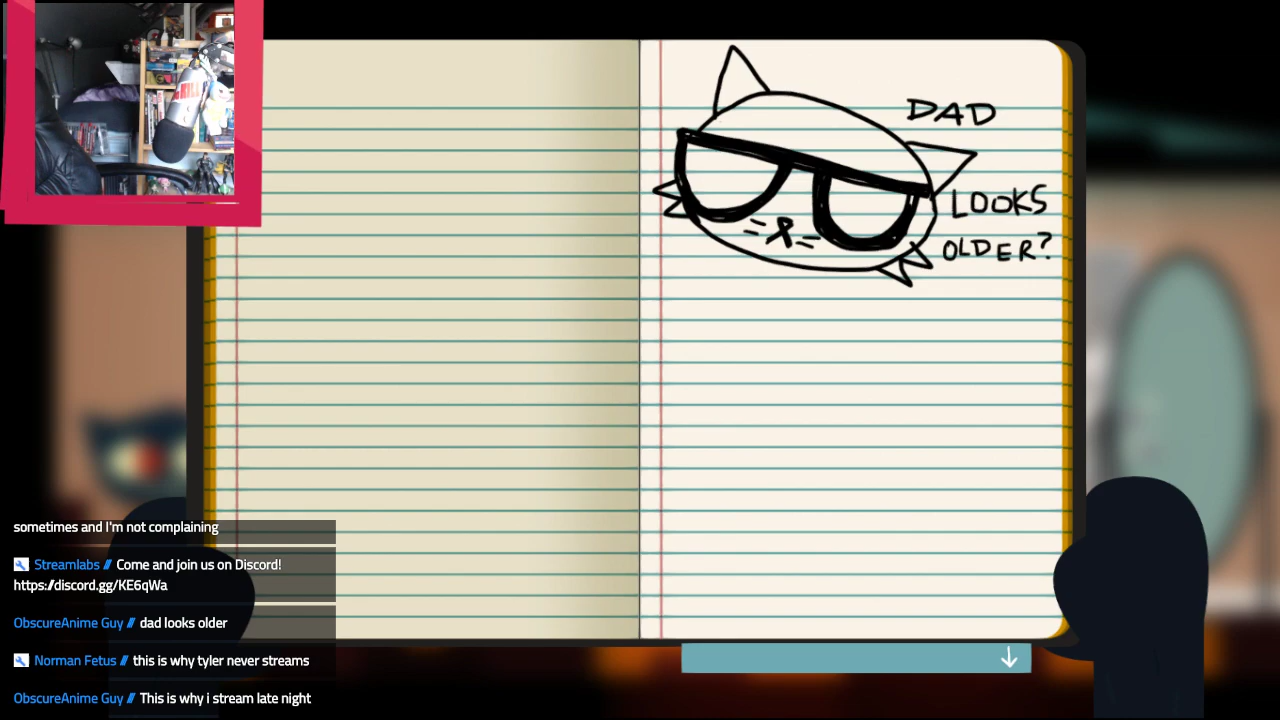 DAD
LOOKS
OLDER?
sometimes and I'm not complaining
Streamlabs // Come and join us on Discord!
https://discord.gg/KE6qWa
ObscureAnime Guy // dad looks older
Norman Fetus // this is why tyler never streams
ObscureAnime Guy // This is why i stream late night